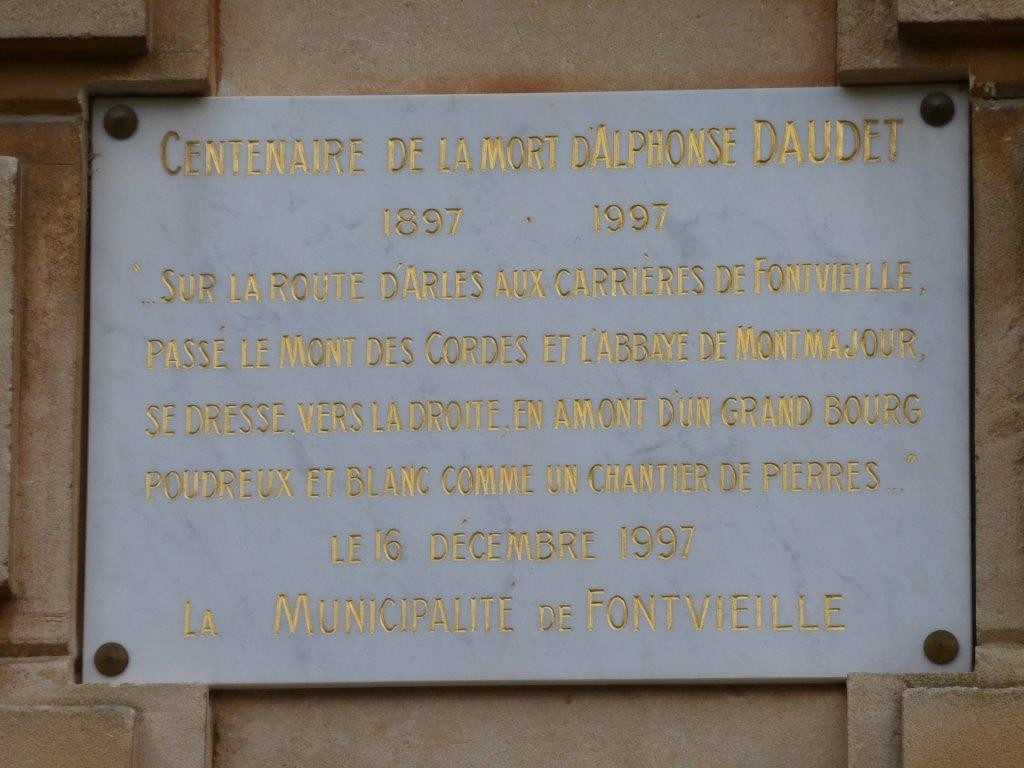 CENTENAIRE DE LA MORT D'ALPHONSE DAUDET
1897 · 1997
"...SUR LA ROUTE D'ARLES AUX CARRIÈRES DE FONTVIEILLE,
PASSÉ LE MONT DES CORDES ET L'ABBAYE DE MONTMAJOUR,
SE DRESSE VERS LA DROITE, EN AMONT D'UN GRAND BOURG
POUDREUX ET BLANC COMME UN CHANTIER DE PIERRES..."
LE 16 DÉCEMBRE 1997
LA MUNICIPALITE DE FONTVIEILLE